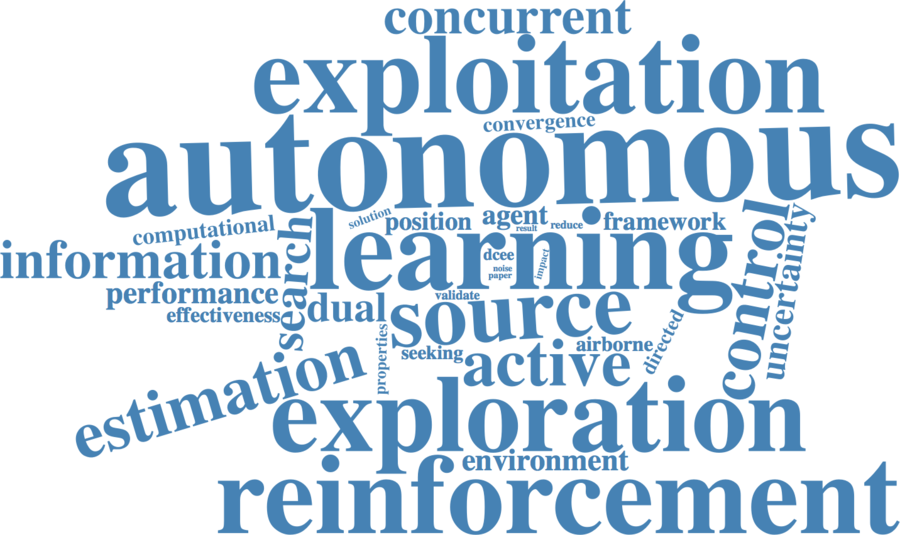 concurrent
exploitation
convergence
autonomous
solution
position
agent
result
reduce
framework
computational
search
learning
control
uncertainty
information
dcee
noise
paper
impact
performance
dual
validate
source
effectiveness
properties
seeking
airborne
directed
active
estimation
exploration
environment
reinforcement